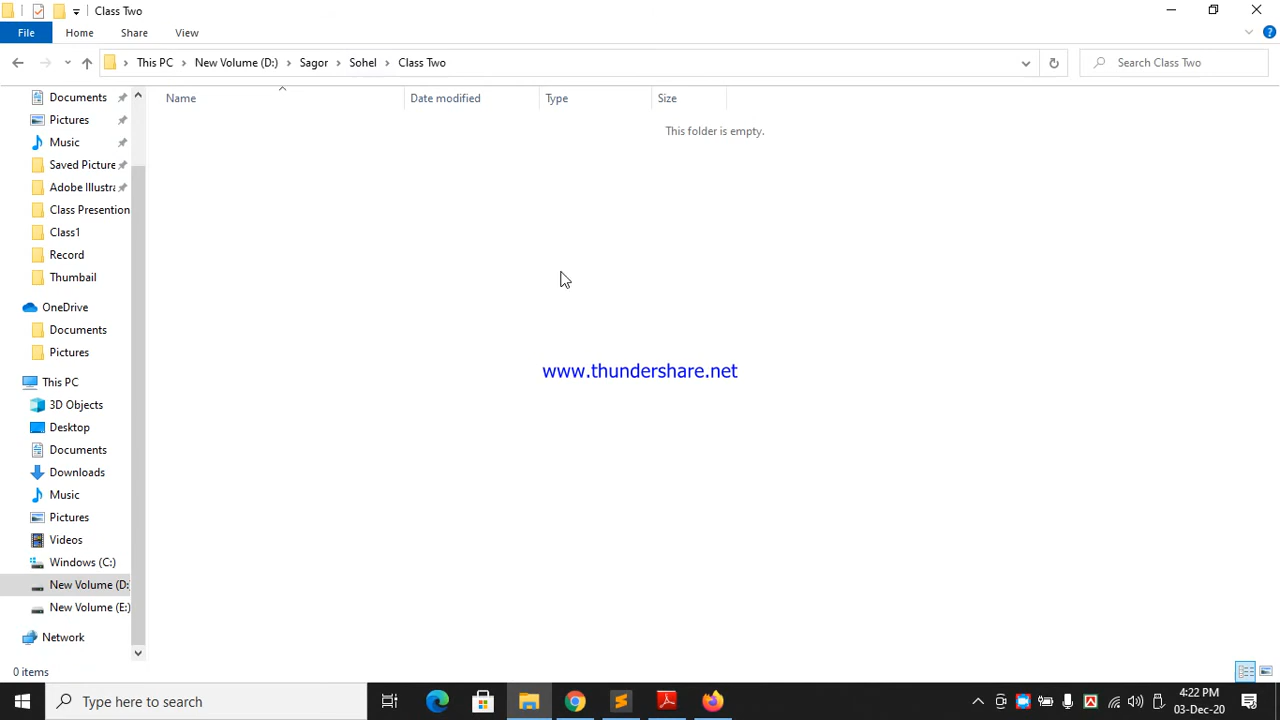 Class Two
File Home Share View
This PC New Volume (D:) Sagor Sohel Class Two
Search Class Two
Name Date modified Type Size
This folder is empty.
Documents
Pictures
Music
Saved Picture
Adobe Illustra
Class Presention
Class1
Record
Thumbail
OneDrive
Documents
Pictures
This PC
3D Objects
Desktop
Documents
Downloads
Music
Pictures
Videos
Windows (C:)
New Volume (D:
New Volume (E:)
Network
www.thundershare.net
0 items
Type here to search
4:22 PM
03-Dec-20